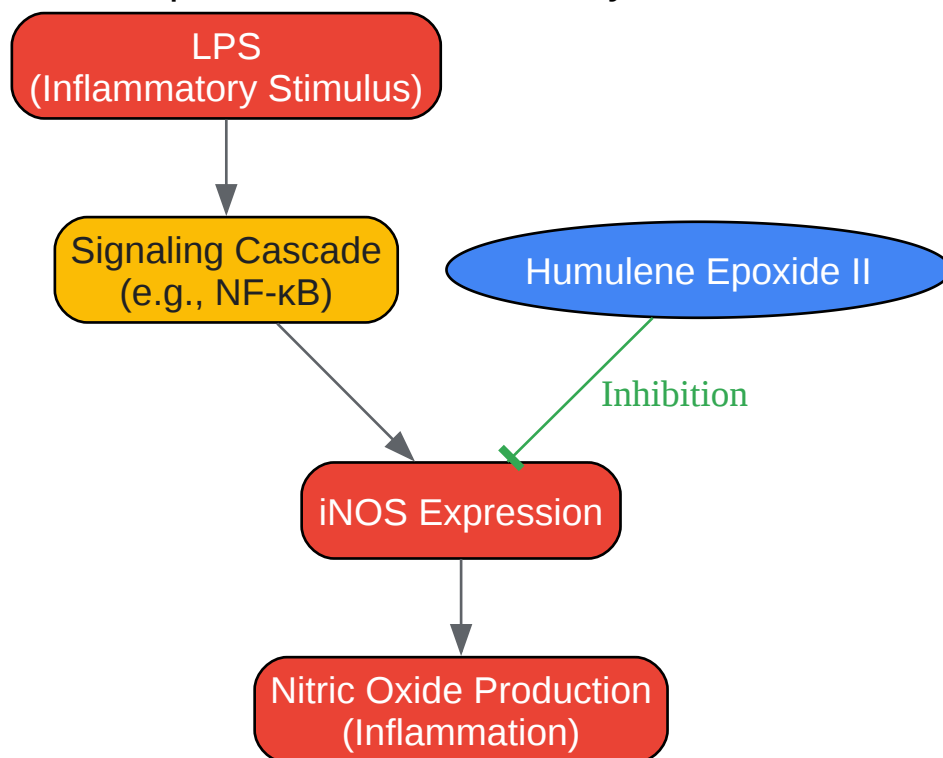 LPS
(Inflammatory Stimulus)
Signaling Cascade
(e.g., NF-κB)
Humulene Epoxide II
Inhibition
iNOS Expression
Nitric Oxide Production
(Inflammation)